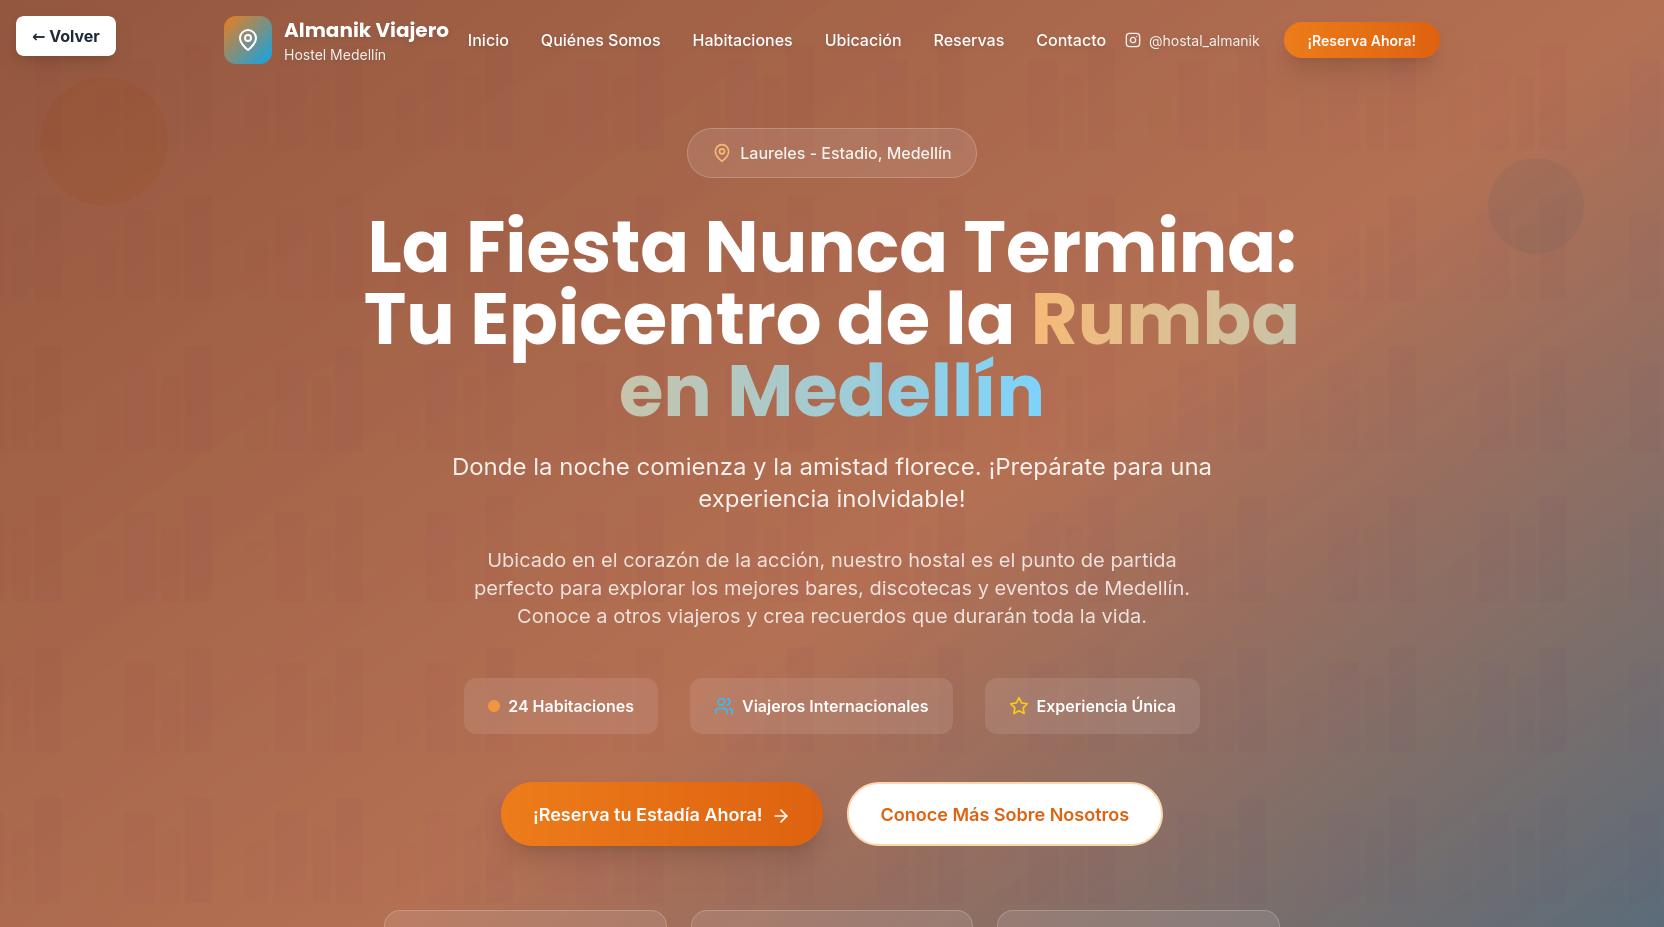 ← Volver
Almanik Viajero
Hostel Medellín
Inicio
Quiénes Somos
Habitaciones
Ubicación
Reservas
Contacto
@hostal_almanik
¡Reserva Ahora!
Laureles - Estadio, Medellín
La Fiesta Nunca Termina:
Tu Epicentro de la Rumba
en Medellín
Donde la noche comienza y la amistad florece. ¡Prepárate para una
experiencia inolvidable!
Ubicado en el corazón de la acción, nuestro hostal es el punto de partida
perfecto para explorar los mejores bares, discotecas y eventos de Medellín.
Conoce a otros viajeros y crea recuerdos que durarán toda la vida.
24 Habitaciones
Viajeros Internacionales
Experiencia Única
¡Reserva tu Estadía Ahora! →
Conoce Más Sobre Nosotros